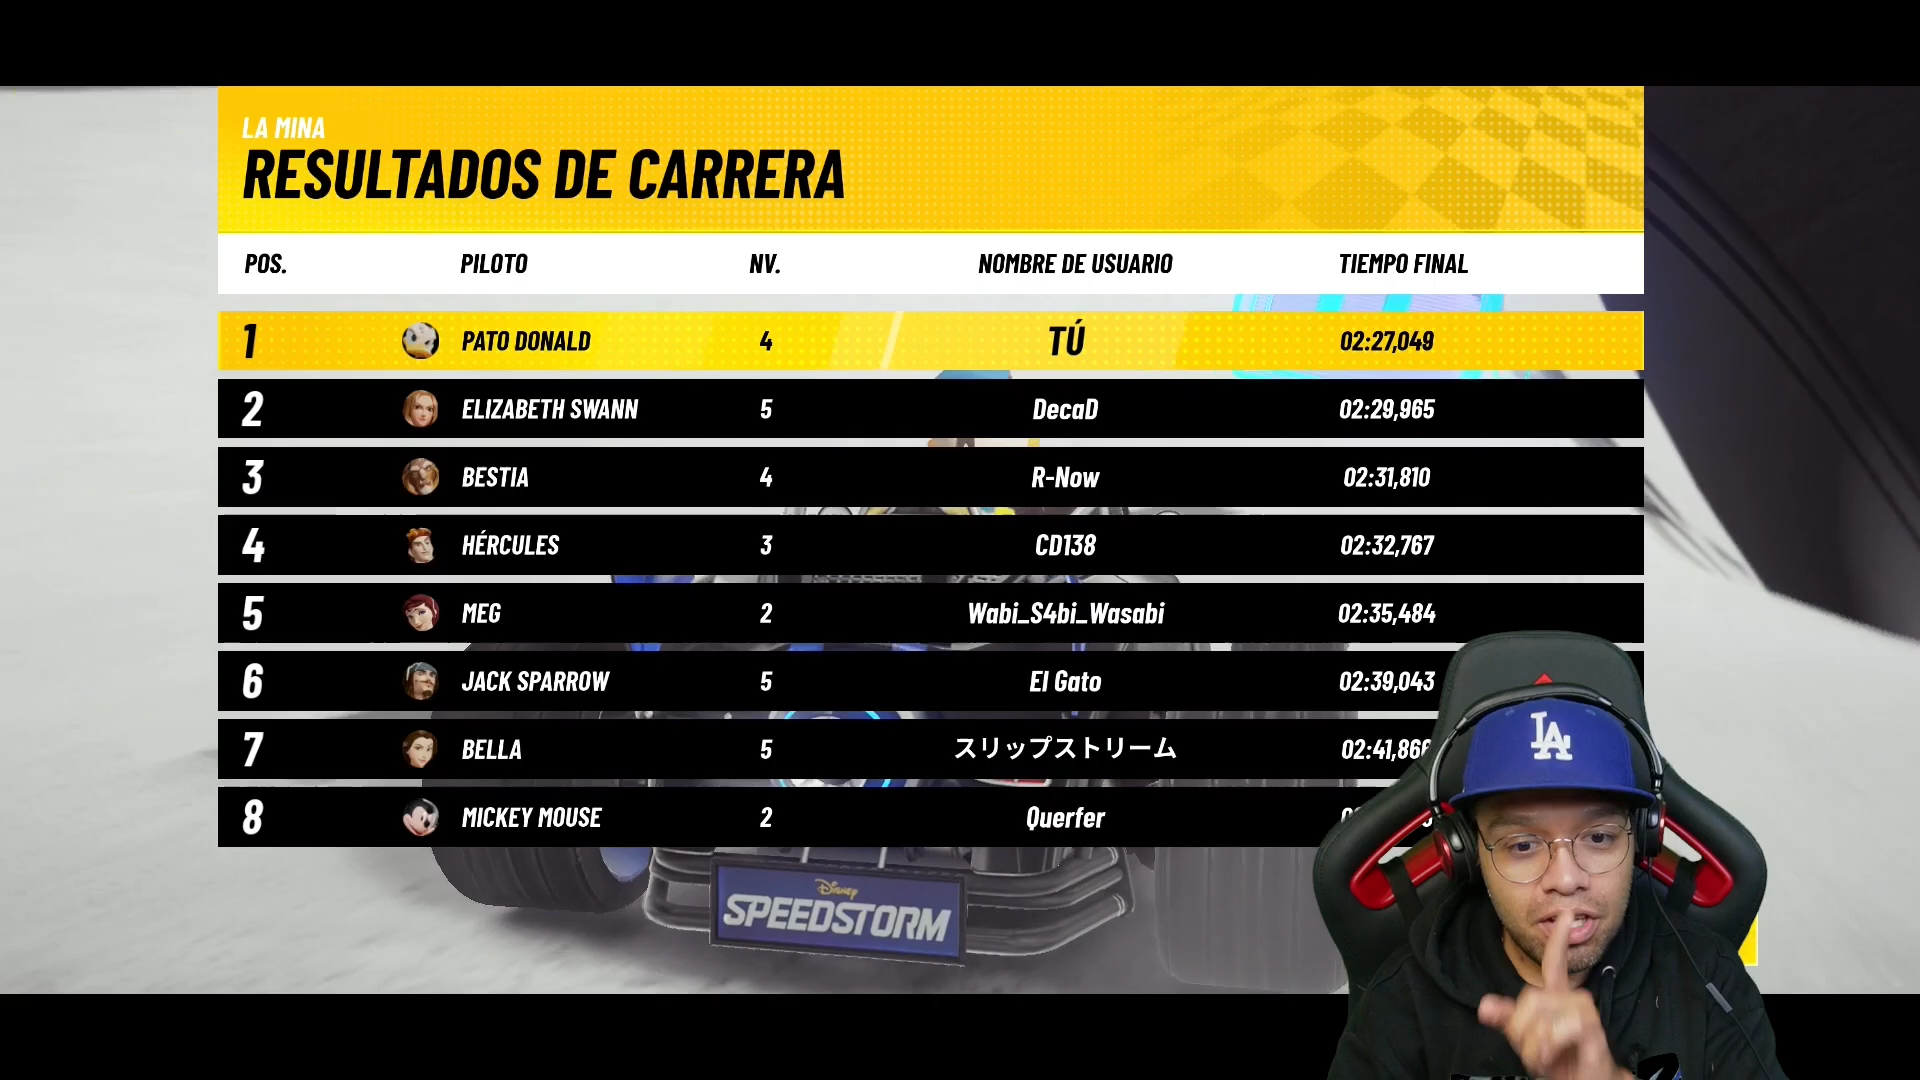 LA MINA
RESULTADOS DE CARRERA
POS. PILOTO NV. NOMBRE DE USUARIO TIEMPO FINAL
1 PATO DONALD 4 TÚ 02:27,049
2 ELIZABETH SWANN 5 DecaD 02:29,965
3 BESTIA 4 R-Now 02:31,810
4 HÉRCULES 3 CD138 02:32,767
5 MEG 2 Wabi_S4bi_Wasabi 02:35,484
6 JACK SPARROW 5 El Gato 02:39,043
7 BELLA 5 スリップストリーム 02:41,866
8 MICKEY MOUSE 2 Querfer
Disney
SPEEDSTORM
LA